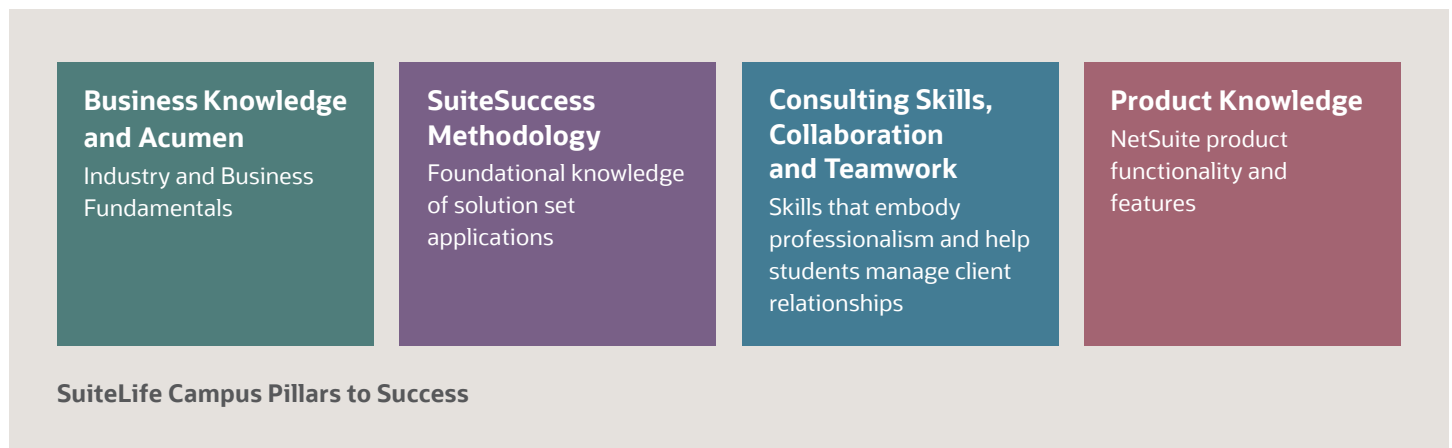 Business Knowledge
and Acumen
Industry and Business
Fundamentals
SuiteSuccess
Methodology
Foundational knowledge
of solution set
applications
Consulting Skills,
Collaboration
and Teamwork
Skills that embody
professionalism and help
students manage client
relationships
Product Knowledge
NetSuite product
functionality and
features
SuiteLife Campus Pillars to Success